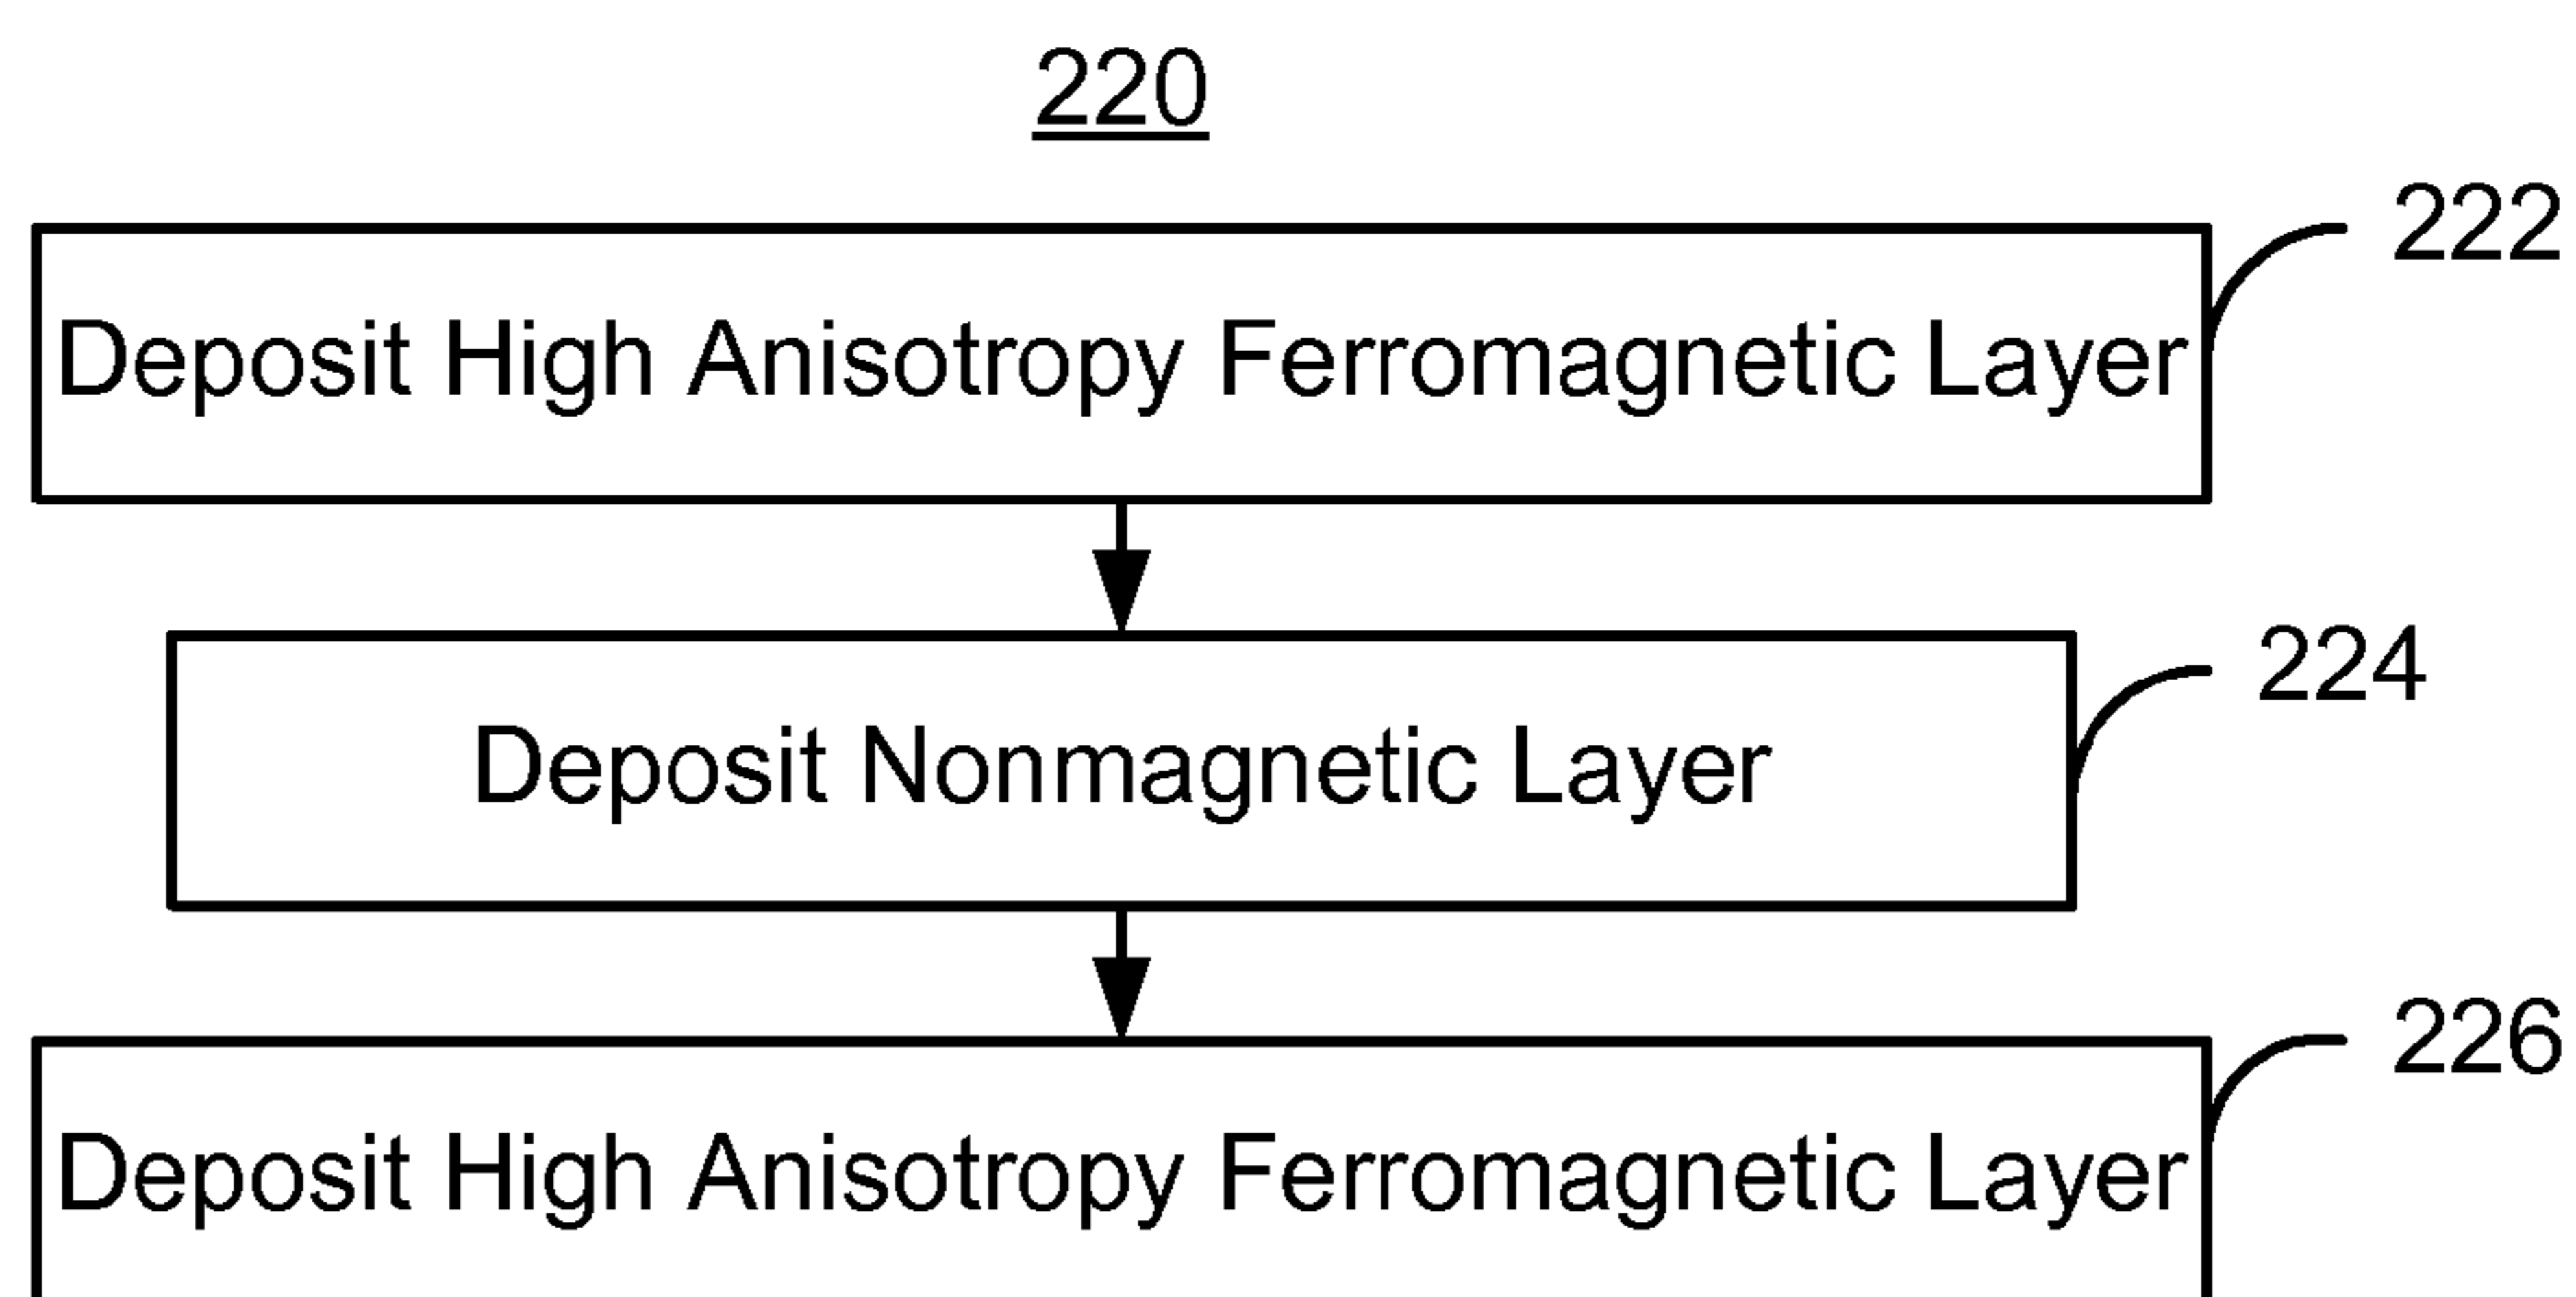 220
222
Deposit High Anisotropy Ferromagnetic Layer
224
Deposit Nonmagnetic Layer
226
Deposit High Anisotropy Ferromagnetic Layer